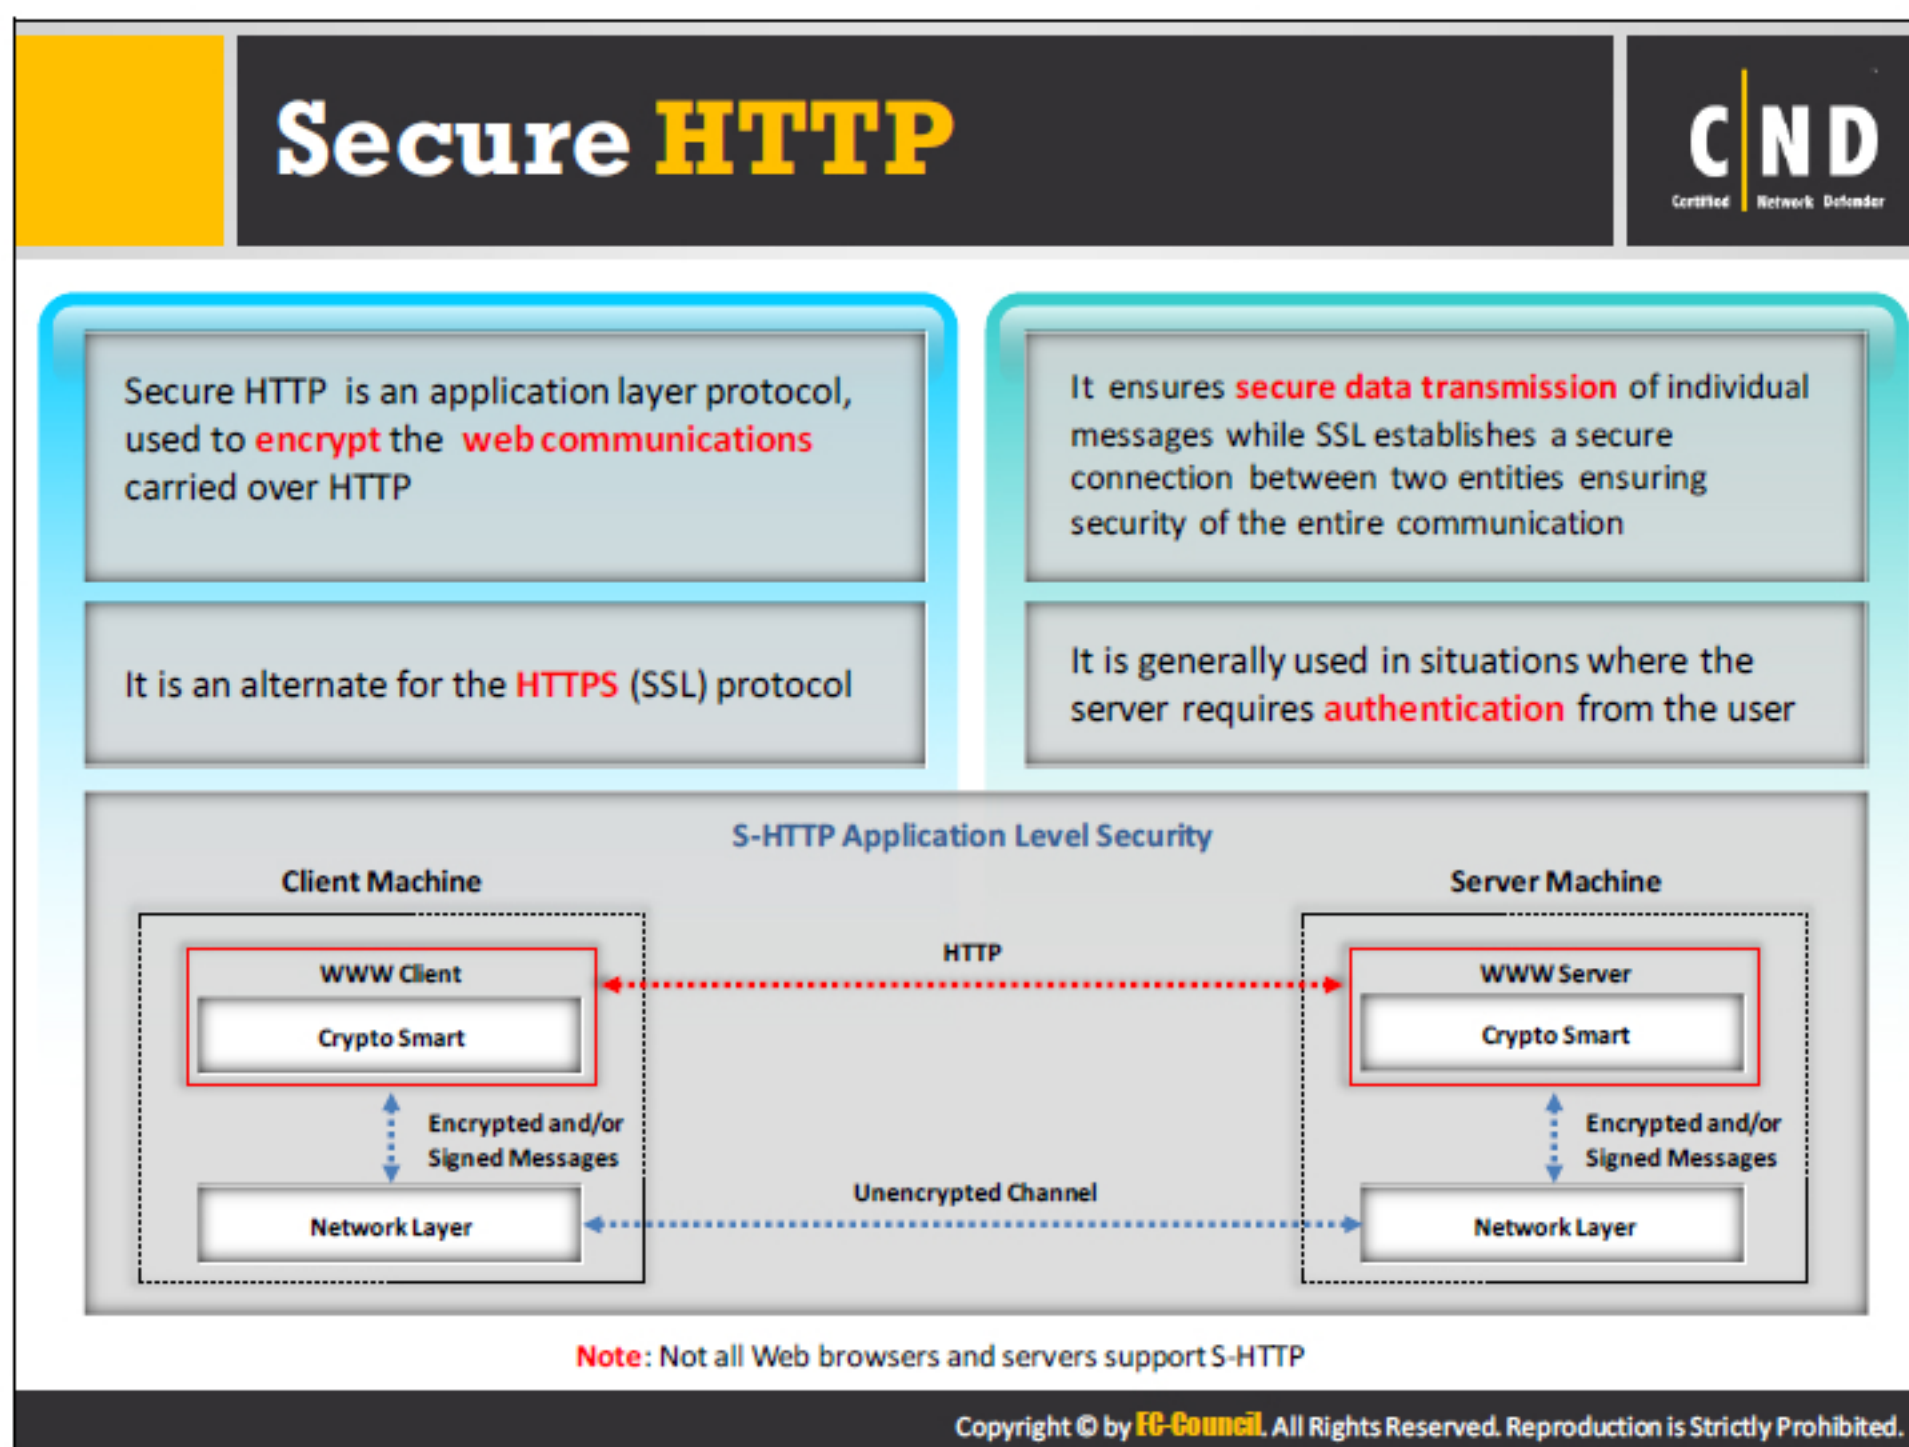 Secure HTTP
C|ND
Certified Network Defender
Secure HTTP is an application layer protocol,
used to encrypt the web communications
carried over HTTP
It is an alternate for the HTTPS (SSL) protocol
It ensures secure data transmission of individual
messages while SSL establishes a secure
connection between two entities ensuring
security of the entire communication
It is generally used in situations where the
server requires authentication from the user
S-HTTP Application Level Security
Client Machine
Server Machine
HTTP
WWW Client
WWW Server
Crypto Smart
Crypto Smart
Encrypted and/or
Signed Messages
Encrypted and/or
Signed Messages
Unencrypted Channel
Network Layer
Network Layer
Note: Not all Web browsers and servers support S-HTTP
Copyright © by EC-Council. All Rights Reserved. Reproduction is Strictly Prohibited.